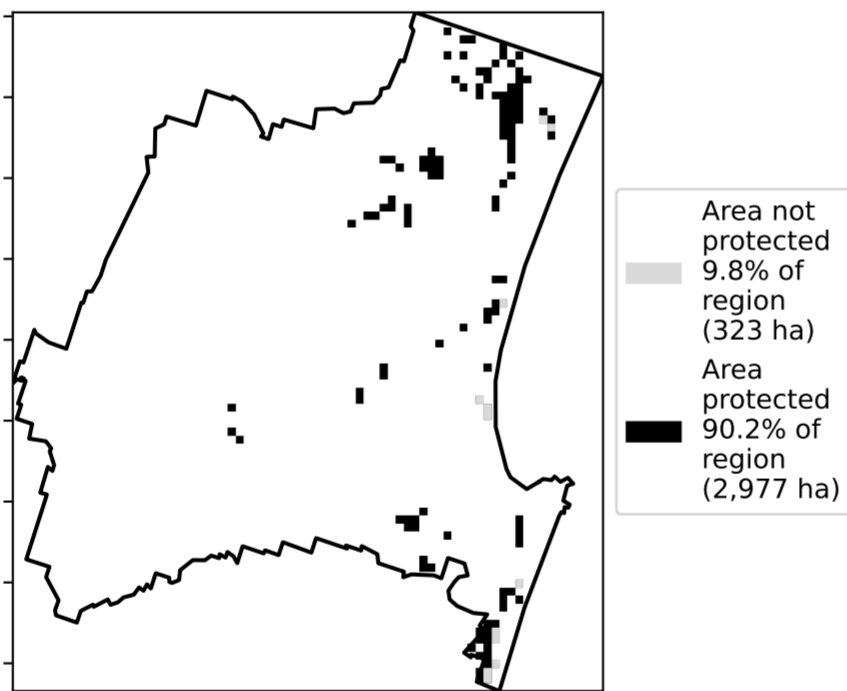 Area not
protected
9.8% of
region
(323 ha)
Area
protected
90.2% of
region
(2,977 ha)